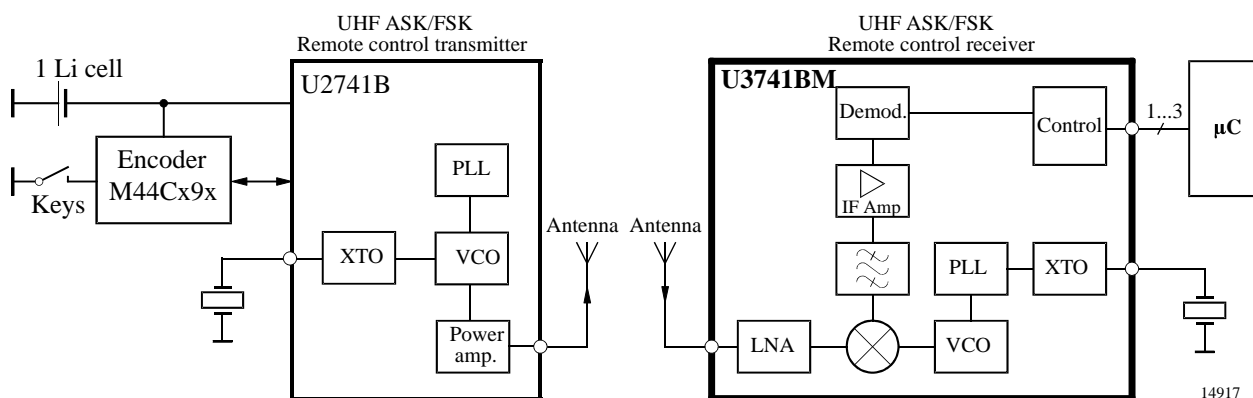 UHF ASK/FSK
Remote control transmitter
UHF ASK/FSK
Remote control receiver
1 Li cell
U2741B
U3741BM
Demod.
Control
1...3
µC
Encoder
M44Cx9x
Keys
PLL
IF Amp
Antenna
Antenna
XTO
VCO
PLL
XTO
Power
amp.
LNA
VCO
14917